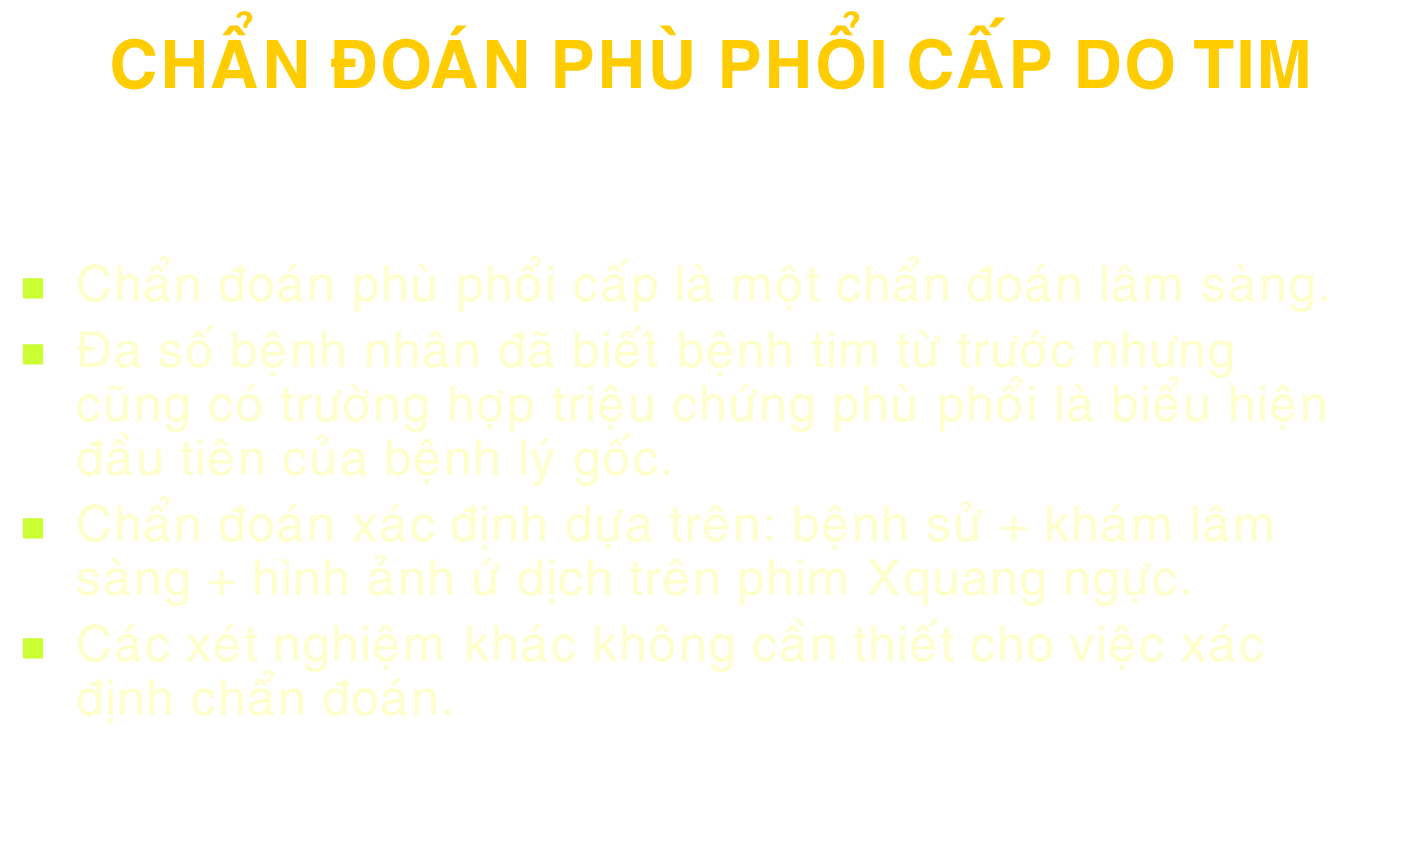 CHẨN ĐOÁN PHÙ PHỔI CẤP DO TIM
Chẩn đoán phù phổi cấp là một chẩn đoán lâm sàng.
Đa số bệnh nhân đã biết bệnh tim từ trước nhưng
cũng có trường hợp triệu chứng phù phổi là biểu hiện
đầu tiên của bệnh lý gốc.
Chẩn đoán xác định dựa trên: bệnh sử + khám lâm
sàng + hình ảnh ứ dịch trên phim Xquang ngực.
Các xét nghiệm khác không cần thiết cho việc xác
định chẩn đoán.